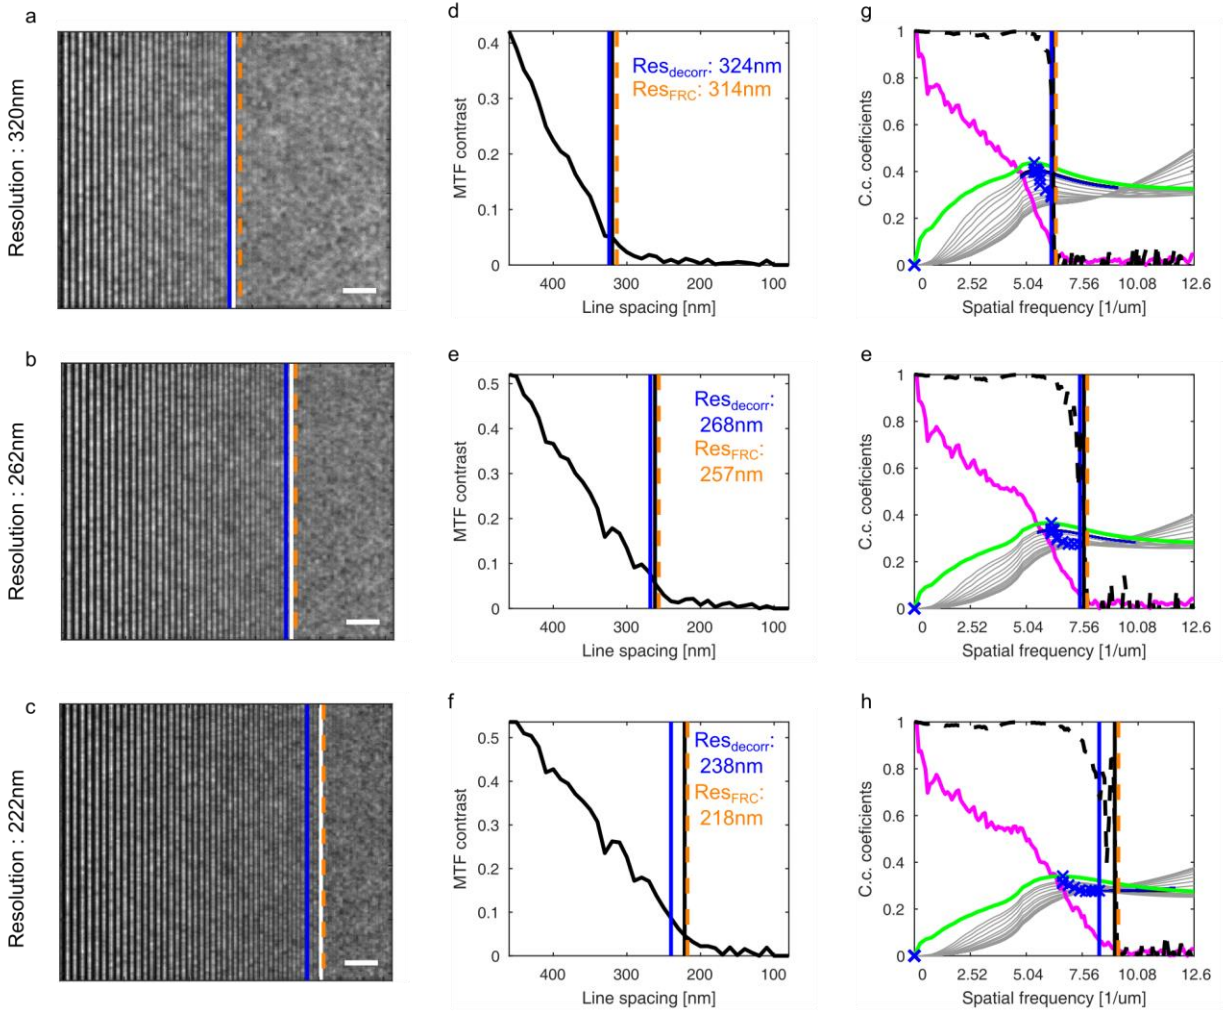 a
Resolution : 320nm
d
0.4
0.3
0.2
0.1
0
MTF contrast
400
300
200
100
Line spacing [nm]
Res_decorr: 324nm
Res_FRC: 314nm
g
1
0.8
0.6
0.4
0.2
0
C.c. coeficients
0
2.52
5.04
7.56
10.08
12.6
Spatial frequency [1/um]
b
Resolution : 262nm
e
0.5
0.4
0.3
0.2
0.1
0
MTF contrast
400
300
200
100
Line spacing [nm]
Res_decorr:
268nm
Res_FRC:
257nm
e
1
0.8
0.6
0.4
0.2
0
C.c. coeficients
0
2.52
5.04
7.56
10.08
12.6
Spatial frequency [1/um]
c
Resolution : 222nm
f
0.5
0.4
0.3
0.2
0.1
0
MTF contrast
400
300
200
100
Line spacing [nm]
Res_decorr:
238nm
Res_FRC:
218nm
h
1
0.8
0.6
0.4
0.2
0
C.c. coeficients
0
2.52
5.04
7.56
10.08
12.6
Spatial frequency [1/um]